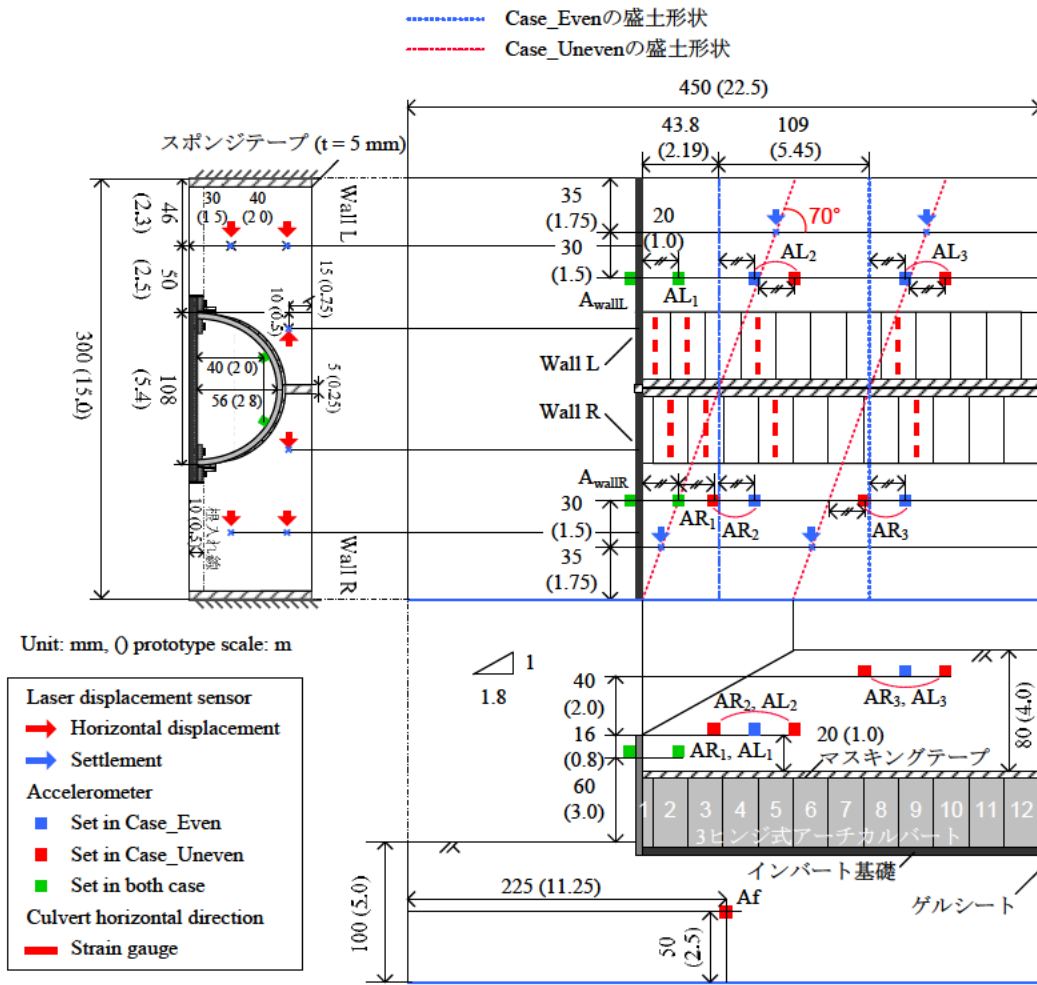 Case_Evenの盛土形状
Case_Unevenの盛土形状
450 (22.5)
43.8
(2.19)
109
(5.45)
スポンジテープ (t = 5 mm)
Wall L
30
(1 5)
40
(2 0)
46
(2.3)
50
(2.5)
108
(5.4)
300 (15.0)
15 (0.75)
10 (0.5)
40 (2 0)
56 (2 8)
5 (0.25)
10 (0.5)
根入れ線
Wall R
35
(1.75)
30
(1.5)
20
(1.0)
70°
AL2
AL3
AwallL
AL1
Wall L
Wall R
AwallR
30
(1.5)
AR1
AR2
AR3
35
(1.75)
Unit: mm, () prototype scale: m
Laser displacement sensor
Horizontal displacement
Settlement
Accelerometer
Set in Case_Even
Set in Case_Uneven
Set in both case
Culvert horizontal direction
Strain gauge
1
1.8
40
(2.0)
16
(0.8)
60
(3.0)
AR2, AL2
AR3, AL3
AR1, AL1
20 (1.0)
マスキングテープ
80 (4.0)
1 2 3 4 5 6 7 8 9 10 11 12
3ヒンジ式アーチカルバート
インバート基礎
ゲルシート
225 (11.25)
Af
100 (5.0)
50
(2.5)